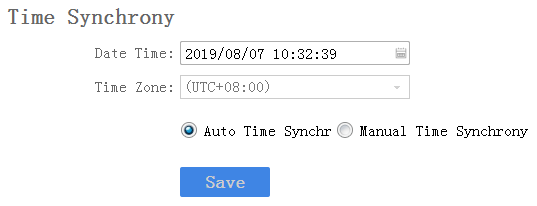 Time Synchrony
Date Time: 2019/08/07 10:32:39
Time Zone: (UTC+08:00)
Auto Time Synchr Manual Time Synchrony
Save